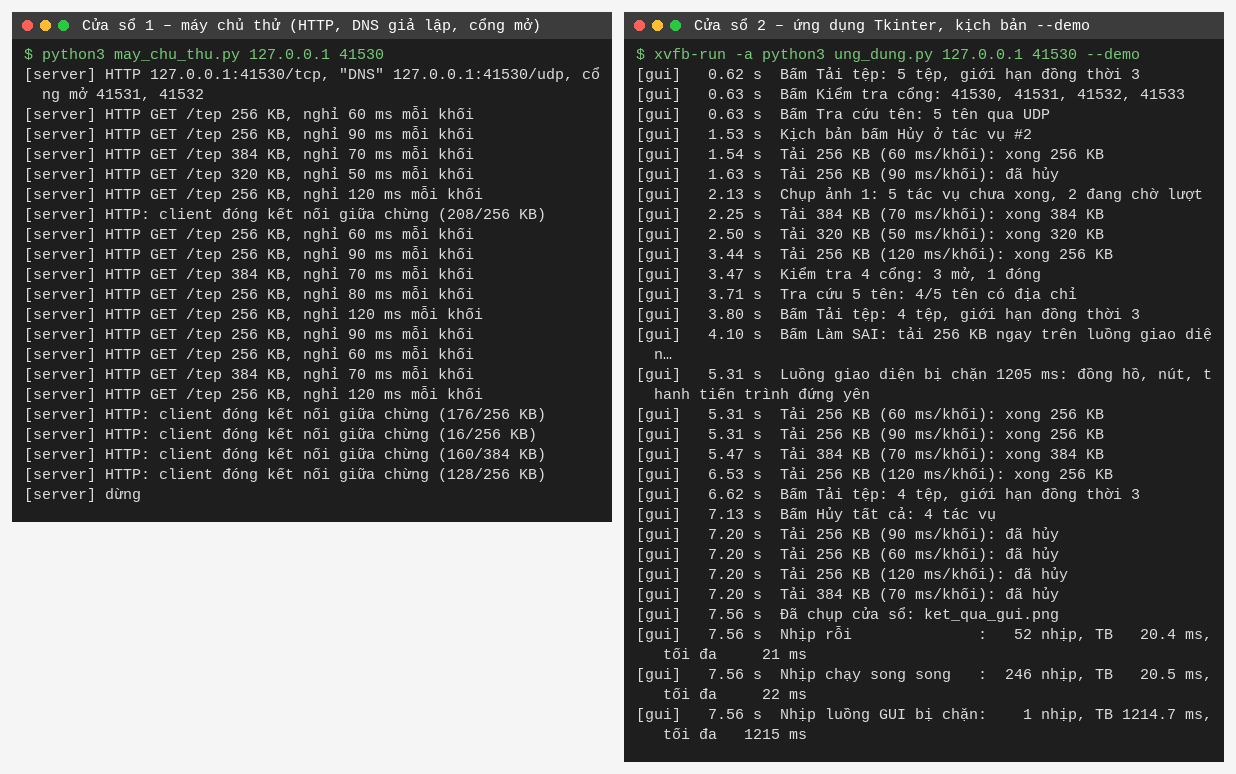 Cửa sổ 1 – máy chủ thử (HTTP, DNS giả lập, cổng mở)
$ python3 may_chu_thu.py 127.0.0.1 41530
[server] HTTP 127.0.0.1:41530/tcp, "DNS" 127.0.0.1:41530/udp, cổ
ng mở 41531, 41532
[server] HTTP GET /tep 256 KB, nghỉ 60 ms mỗi khối
[server] HTTP GET /tep 256 KB, nghỉ 90 ms mỗi khối
[server] HTTP GET /tep 384 KB, nghỉ 70 ms mỗi khối
[server] HTTP GET /tep 320 KB, nghỉ 50 ms mỗi khối
[server] HTTP GET /tep 256 KB, nghỉ 120 ms mỗi khối
[server] HTTP: client đóng kết nối giữa chừng (208/256 KB)
[server] HTTP GET /tep 256 KB, nghỉ 60 ms mỗi khối
[server] HTTP GET /tep 256 KB, nghỉ 90 ms mỗi khối
[server] HTTP GET /tep 384 KB, nghỉ 70 ms mỗi khối
[server] HTTP GET /tep 256 KB, nghỉ 80 ms mỗi khối
[server] HTTP GET /tep 256 KB, nghỉ 120 ms mỗi khối
[server] HTTP GET /tep 256 KB, nghỉ 90 ms mỗi khối
[server] HTTP GET /tep 256 KB, nghỉ 60 ms mỗi khối
[server] HTTP GET /tep 384 KB, nghỉ 70 ms mỗi khối
[server] HTTP GET /tep 256 KB, nghỉ 120 ms mỗi khối
[server] HTTP: client đóng kết nối giữa chừng (176/256 KB)
[server] HTTP: client đóng kết nối giữa chừng (16/256 KB)
[server] HTTP: client đóng kết nối giữa chừng (160/384 KB)
[server] HTTP: client đóng kết nối giữa chừng (128/256 KB)
[server] dừng
Cửa sổ 2 – ứng dụng Tkinter, kịch bản --demo
$ xvfb-run -a python3 ung_dung.py 127.0.0.1 41530 --demo
[gui]   0.62 s  Bấm Tải tệp: 5 tệp, giới hạn đồng thời 3
[gui]   0.63 s  Bấm Kiểm tra cổng: 41530, 41531, 41532, 41533
[gui]   0.63 s  Bấm Tra cứu tên: 5 tên qua UDP
[gui]   1.53 s  Kịch bản bấm Hủy ở tác vụ #2
[gui]   1.54 s  Tải 256 KB (60 ms/khối): xong 256 KB
[gui]   1.63 s  Tải 256 KB (90 ms/khối): đã hủy
[gui]   2.13 s  Chụp ảnh 1: 5 tác vụ chưa xong, 2 đang chờ lượt
[gui]   2.25 s  Tải 384 KB (70 ms/khối): xong 384 KB
[gui]   2.50 s  Tải 320 KB (50 ms/khối): xong 320 KB
[gui]   3.44 s  Tải 256 KB (120 ms/khối): xong 256 KB
[gui]   3.47 s  Kiểm tra 4 cổng: 3 mở, 1 đóng
[gui]   3.71 s  Tra cứu 5 tên: 4/5 tên có địa chỉ
[gui]   3.80 s  Bấm Tải tệp: 4 tệp, giới hạn đồng thời 3
[gui]   4.10 s  Bấm Làm SAI: tải 256 KB ngay trên luồng giao diệ
n…
[gui]   5.31 s  Luồng giao diện bị chặn 1205 ms: đồng hồ, nút, t
hanh tiến trình đứng yên
[gui]   5.31 s  Tải 256 KB (60 ms/khối): xong 256 KB
[gui]   5.31 s  Tải 256 KB (90 ms/khối): xong 256 KB
[gui]   5.47 s  Tải 384 KB (70 ms/khối): xong 384 KB
[gui]   6.53 s  Tải 256 KB (120 ms/khối): xong 256 KB
[gui]   6.62 s  Bấm Tải tệp: 4 tệp, giới hạn đồng thời 3
[gui]   7.13 s  Bấm Hủy tất cả: 4 tác vụ
[gui]   7.20 s  Tải 256 KB (90 ms/khối): đã hủy
[gui]   7.20 s  Tải 256 KB (60 ms/khối): đã hủy
[gui]   7.20 s  Tải 256 KB (120 ms/khối): đã hủy
[gui]   7.20 s  Tải 384 KB (70 ms/khối): đã hủy
[gui]   7.56 s  Đã chụp cửa sổ: ket_qua_gui.png
[gui]   7.56 s  Nhịp rỗi              :   52 nhịp, TB   20.4 ms,
tối đa     21 ms
[gui]   7.56 s  Nhịp chạy song song   :  246 nhịp, TB   20.5 ms,
tối đa     22 ms
[gui]   7.56 s  Nhịp luồng GUI bị chặn:    1 nhịp, TB 1214.7 ms,
tối đa   1215 ms